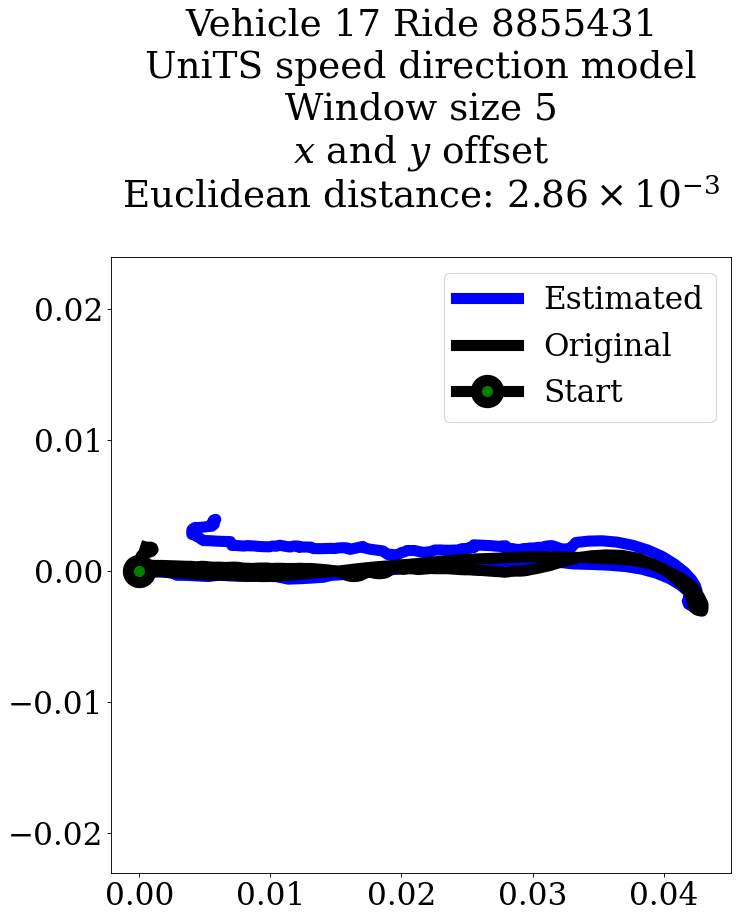 Vehicle 17 Ride 8855431
UniTS speed direction model
Window size 5
x and y offset
Euclidean distance: 2.86 × 10⁻³
Estimated
Original
Start
0.02
0.01
0.00
−0.01
−0.02
0.00 0.01 0.02 0.03 0.04